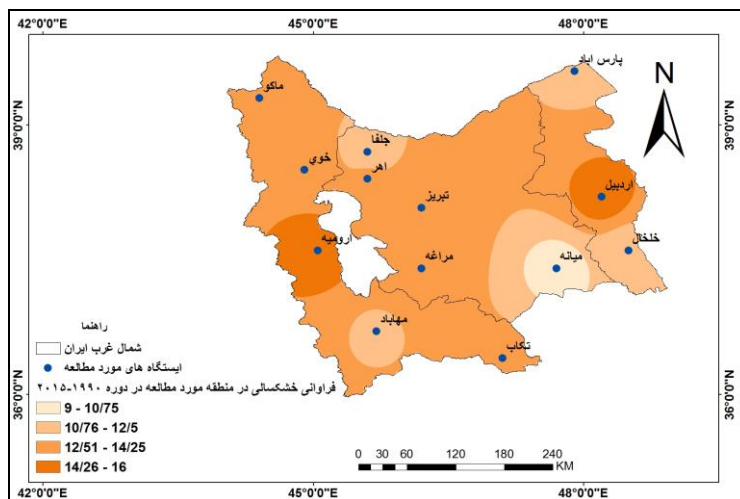 42°0'0"E
45°0'0"E
48°0'0"E
پارس اباد
N
ماکو
39°0'0"N
39°0'0"N
جلفا
خوی
اهر
اردبیل
تبریز
ارومیه
خلخال
میانه
مراغه
راهنما
مهاباد
شمال غرب ایران
تکاب
ایستگاه های مورد مطالعه
فراوانی خشکسالی در منطقه مورد مطالعه در دوره ۱۹۹۰-۲۰۱۵
36°0'0"N
36°0'0"N
9 - 10/75
10/76 - 12/5
12/51 - 14/25
14/26 - 16
0 30 60 120 180 240
KM
42°0'0"E
45°0'0"E
48°0'0"E